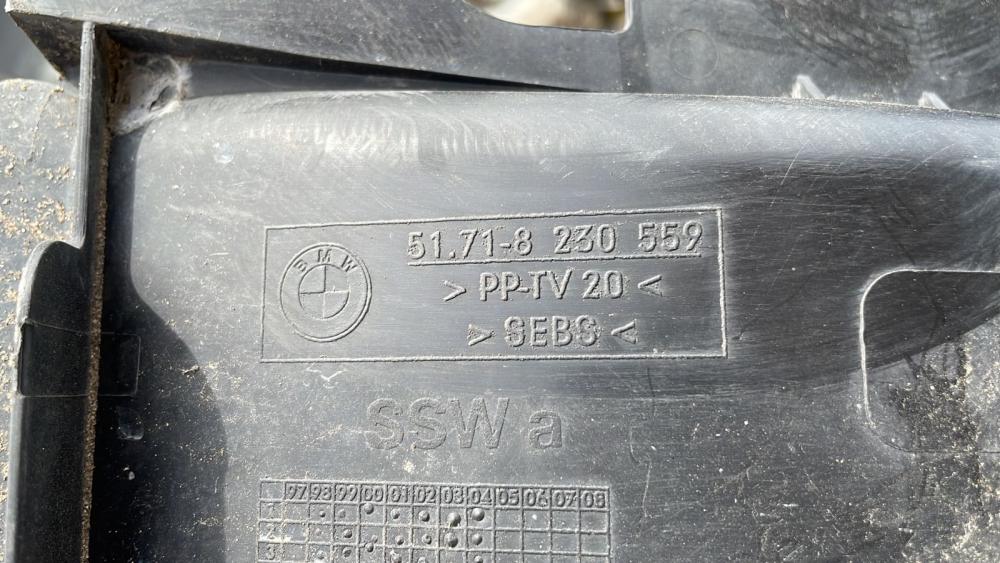 BMW
51.71-8 230 559
> PP-TV 20 <
> SEBS <
SSW a
97 98 99 00 01 02 03 04 05 06 07 08
1
2
3